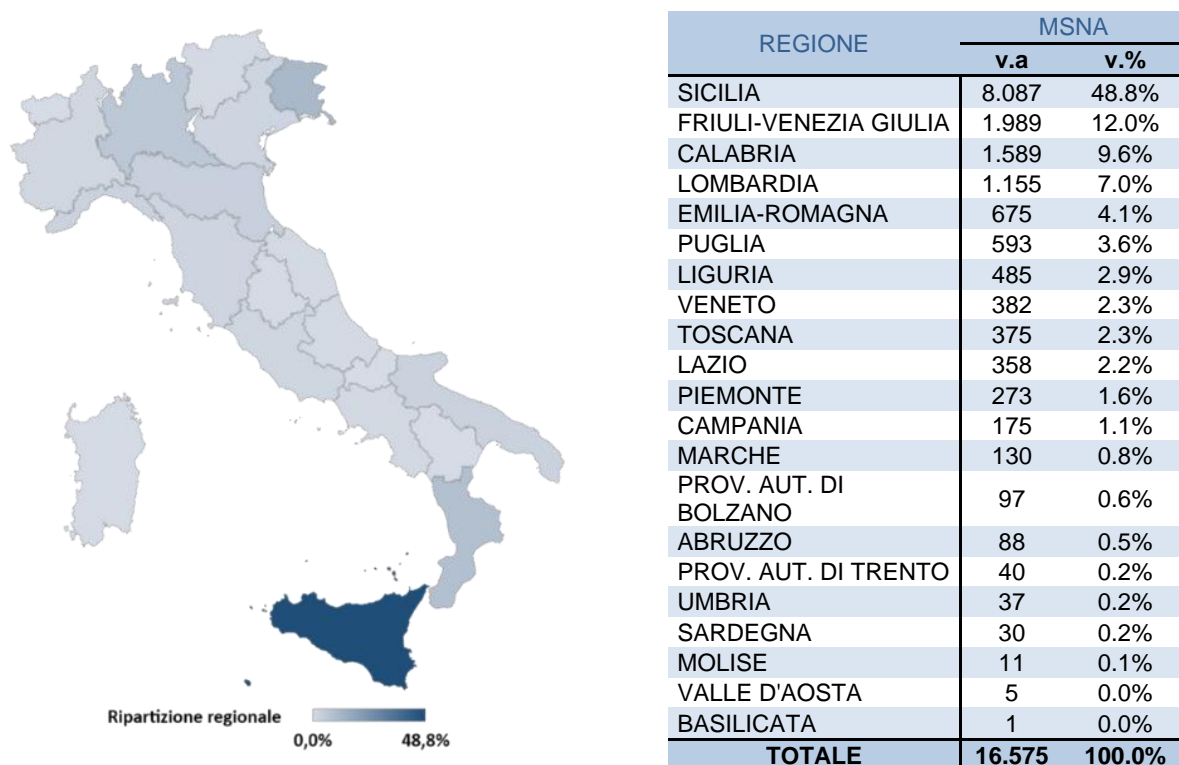 Ripartizione regionale
0,0% 48,8%
REGIONE MSNA
v.a v.%
SICILIA 8.087 48.8%
FRIULI-VENEZIA GIULIA 1.989 12.0%
CALABRIA 1.589 9.6%
LOMBARDIA 1.155 7.0%
EMILIA-ROMAGNA 675 4.1%
PUGLIA 593 3.6%
LIGURIA 485 2.9%
VENETO 382 2.3%
TOSCANA 375 2.3%
LAZIO 358 2.2%
PIEMONTE 273 1.6%
CAMPANIA 175 1.1%
MARCHE 130 0.8%
PROV. AUT. DI
BOLZANO 97 0.6%
ABRUZZO 88 0.5%
PROV. AUT. DI TRENTO 40 0.2%
UMBRIA 37 0.2%
SARDEGNA 30 0.2%
MOLISE 11 0.1%
VALLE D'AOSTA 5 0.0%
BASILICATA 1 0.0%
TOTALE 16.575 100.0%